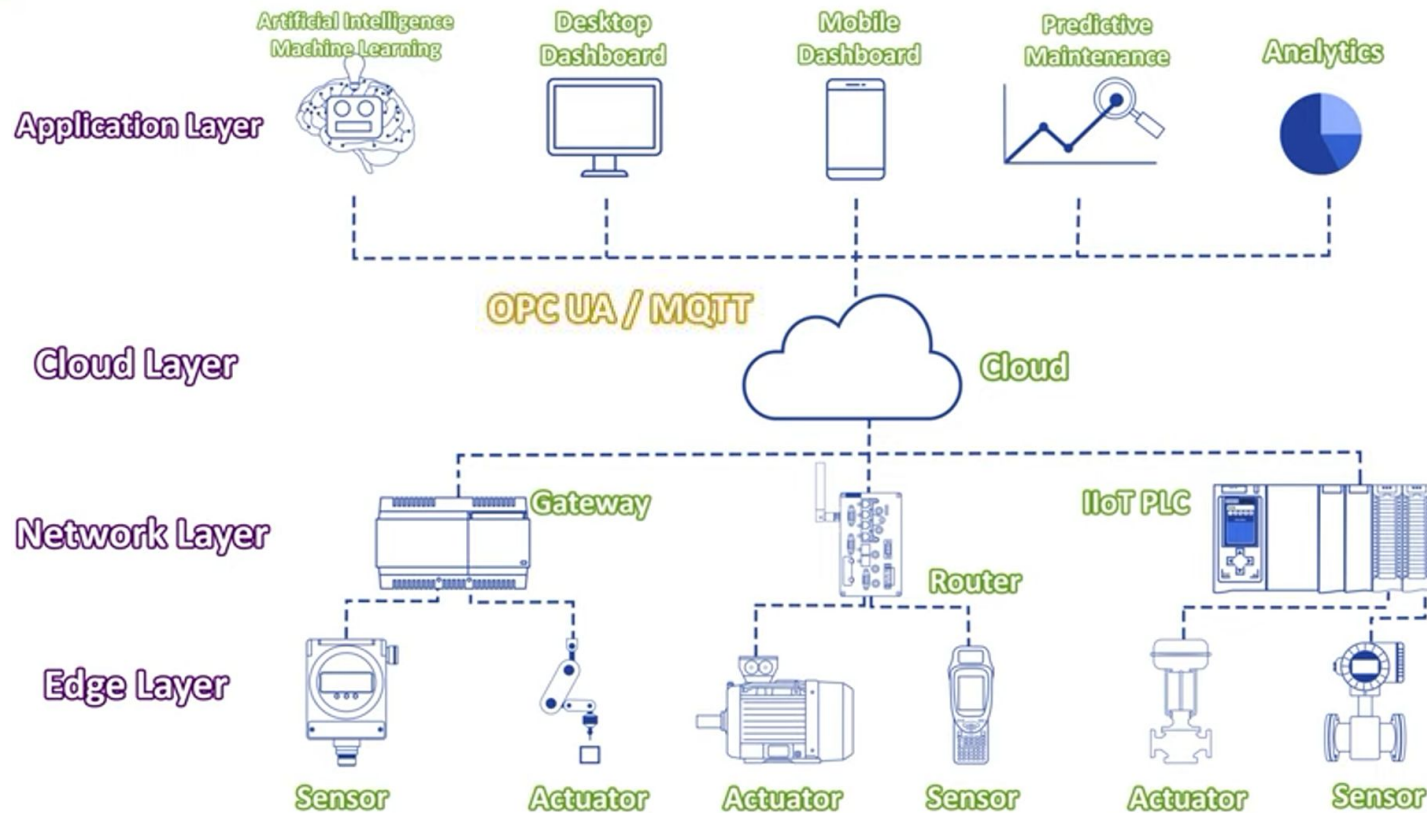 Artificial Intelligence
Machine Learning
Desktop
Dashboard
Mobile
Dashboard
Predictive
Maintenance
Analytics
Application Layer
OPC UA / MQTT
Cloud Layer
Cloud
Gateway
IIoT PLC
Network Layer
Router
Edge Layer
Sensor
Actuator
Actuator
Sensor
Actuator
Sensor